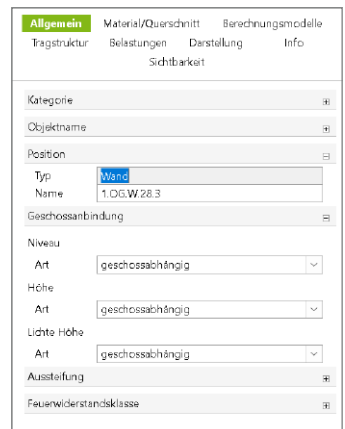 Allgemein Material/Querschnitt Berechnungsmodelle
Tragstruktur Belastungen Darstellung Info
Sichtbarkeit
Kategorie
Objektname
Position
Typ Wand
Name 1.OG.W.28.3
Geschossanbindung
Niveau
Art geschossabhängig
Höhe
Art geschossabhängig
Lichte Höhe
Art geschossabhängig
Aussteifung
Feuerwiderstandsklasse